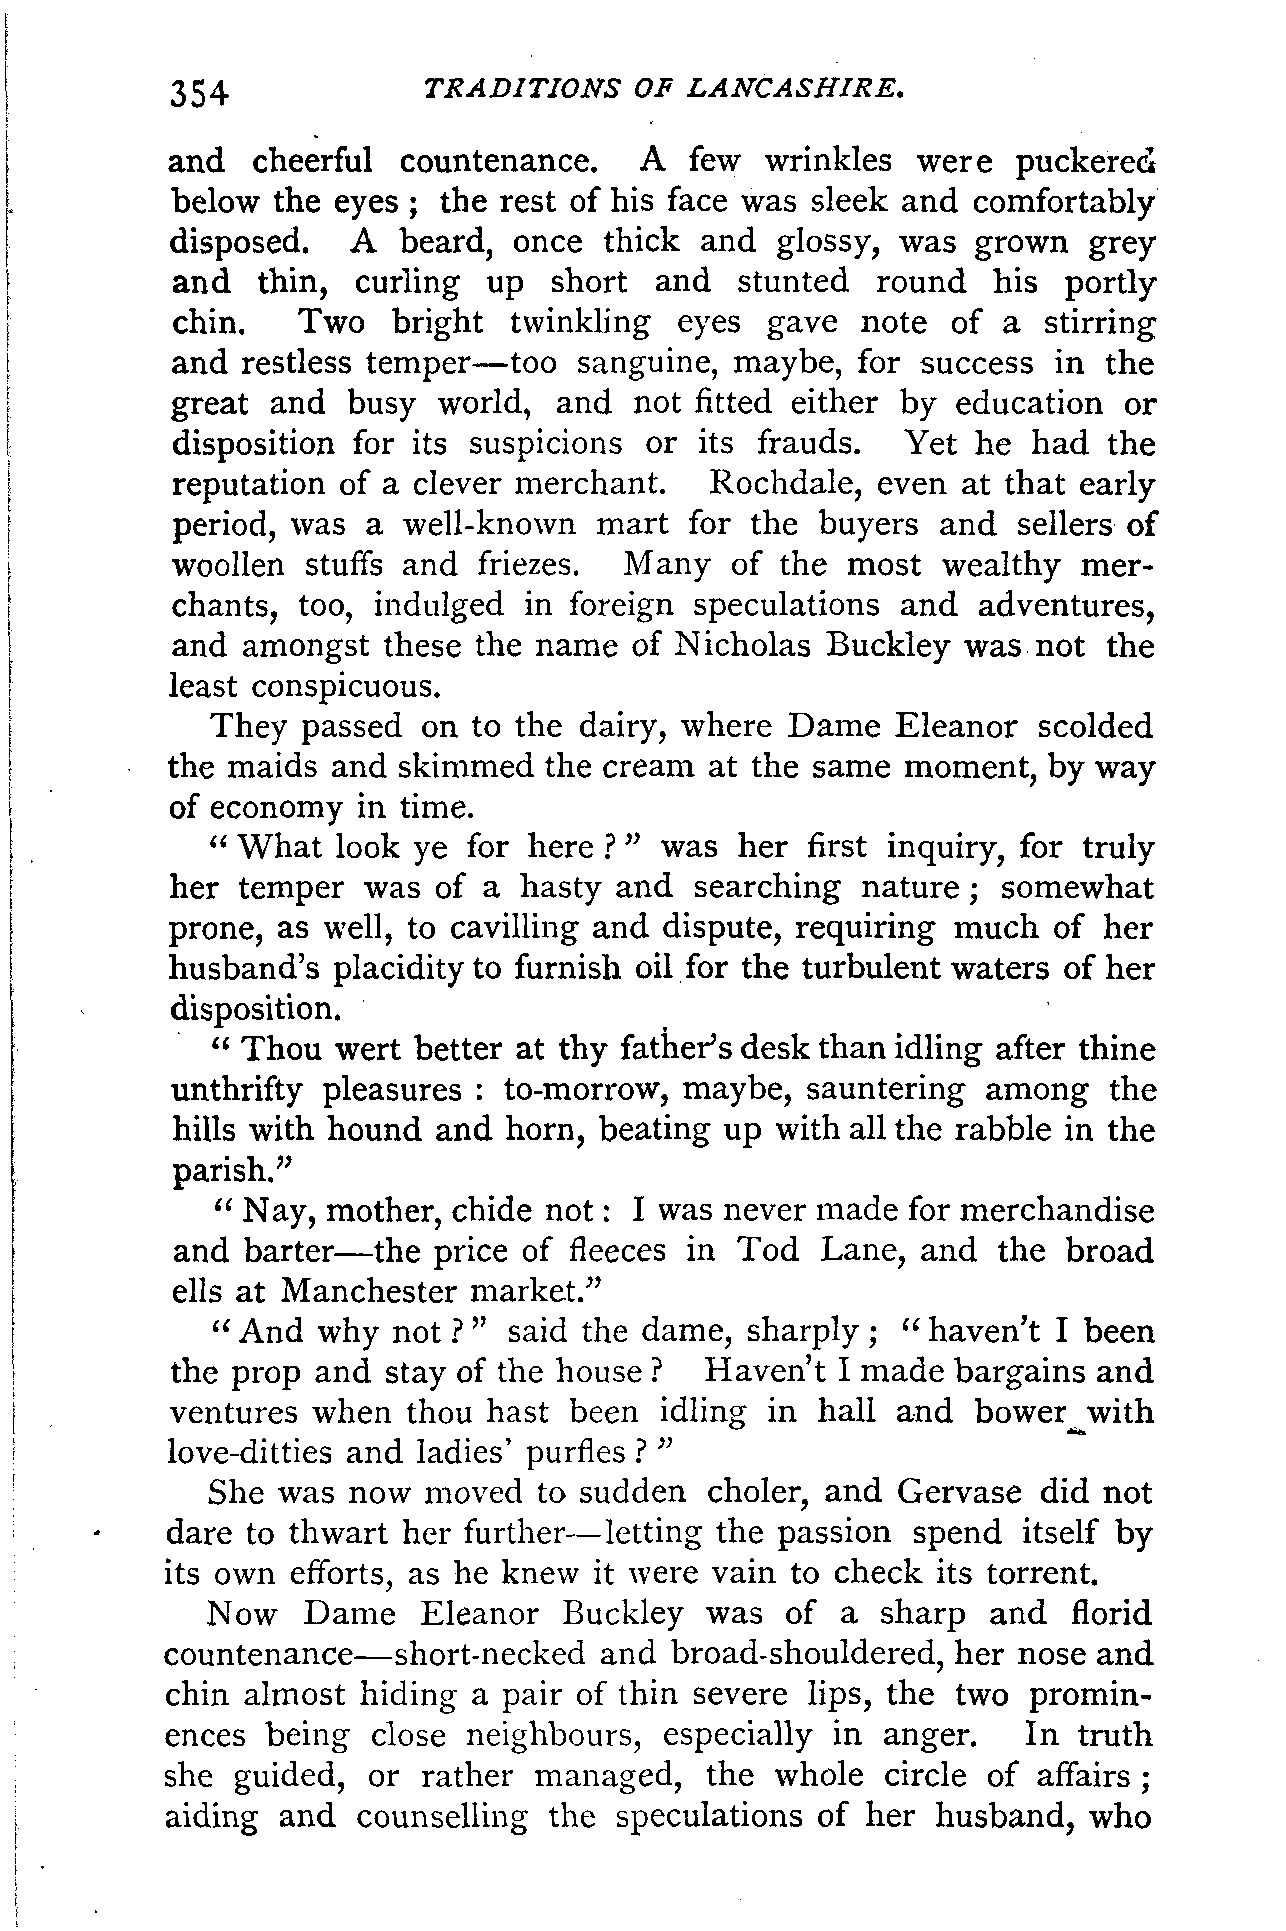 354 TRADITIONS OF LANCASHIRE.
and cheerful countenance. A few wrinkles were puckered
below the eyes ; the rest of his face was sleek and comfortably
disposed. A beard, once thick and glossy, was grown grey
and thin, curling up short and stunted round his portly
chin. Two bright twinkling eyes gave note of a stirring
and restless temper—too sanguine, maybe, for success in the
great and busy world, and not fitted either by education or
disposition for its suspicions or its frauds. Yet he had the
reputation of a clever merchant. Rochdale, even at that early
period, was a well-known mart for the buyers and sellers of
woollen stuffs and friezes. Many of the most wealthy mer-
chants, too, indulged in foreign speculations and adventures,
and amongst these the name of Nicholas Buckley was not the
least conspicuous.
They passed on to the dairy, where Dame Eleanor scolded
the maids and skimmed the cream at the same moment, by way
of economy in time.
“ What look ye for here ? ” was her first inquiry, for truly
her temper was of a hasty and searching nature ; somewhat
prone, as well, to cavilling and dispute, requiring much of her
husband’s placidity to furnish oil for the turbulent waters of her
disposition.
“ Thou wert better at thy father’s desk than idling after thine
unthrifty pleasures : to-morrow, maybe, sauntering among the
hills with hound and horn, beating up with all the rabble in the
parish.”
“ Nay, mother, chide not : I was never made for merchandise
and barter—the price of fleeces in Tod Lane, and the broad
ells at Manchester market.”
“ And why not ? ” said the dame, sharply ; “ haven’t I been
the prop and stay of the house ? Haven’t I made bargains and
ventures when thou hast been idling in hall and bower with
love-ditties and ladies’ purfles ? ”
She was now moved to sudden choler, and Gervase did not
dare to thwart her further—letting the passion spend itself by
its own efforts, as he knew it were vain to check its torrent.
Now Dame Eleanor Buckley was of a sharp and florid
countenance—short-necked and broad-shouldered, her nose and
chin almost hiding a pair of thin severe lips, the two promin-
ences being close neighbours, especially in anger. In truth
she guided, or rather managed, the whole circle of affairs ;
aiding and counselling the speculations of her husband, who